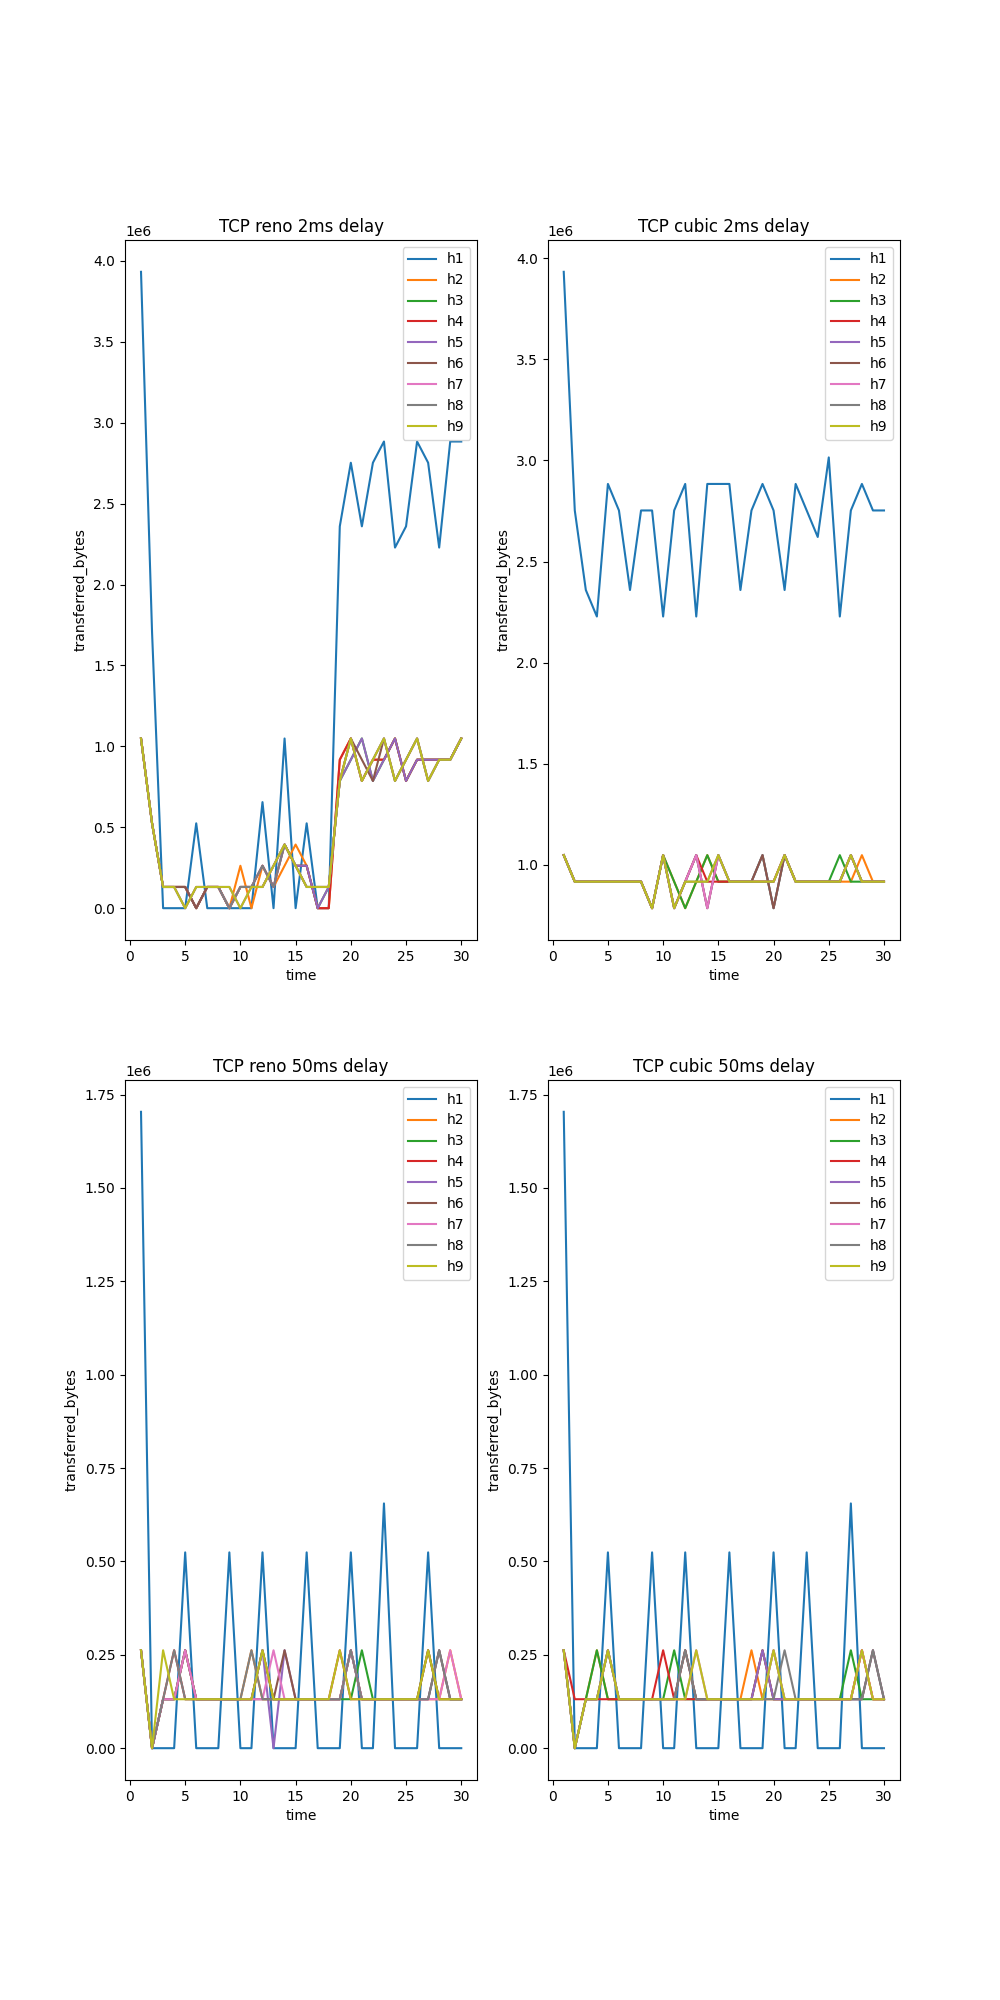 TCP reno 2ms delay
1e6
4.0
3.5
3.0
2.5
2.0
1.5
1.0
0.5
0.0
transferred_bytes
0 5 10 15 20 25 30
time
h1
h2
h3
h4
h5
h6
h7
h8
h9
TCP cubic 2ms delay
1e6
4.0
3.5
3.0
2.5
2.0
1.5
1.0
transferred_bytes
0 5 10 15 20 25 30
time
h1
h2
h3
h4
h5
h6
h7
h8
h9
TCP reno 50ms delay
1e6
1.75
1.50
1.25
1.00
0.75
0.50
0.25
0.00
transferred_bytes
0 5 10 15 20 25 30
time
h1
h2
h3
h4
h5
h6
h7
h8
h9
TCP cubic 50ms delay
1e6
1.75
1.50
1.25
1.00
0.75
0.50
0.25
0.00
transferred_bytes
0 5 10 15 20 25 30
time
h1
h2
h3
h4
h5
h6
h7
h8
h9